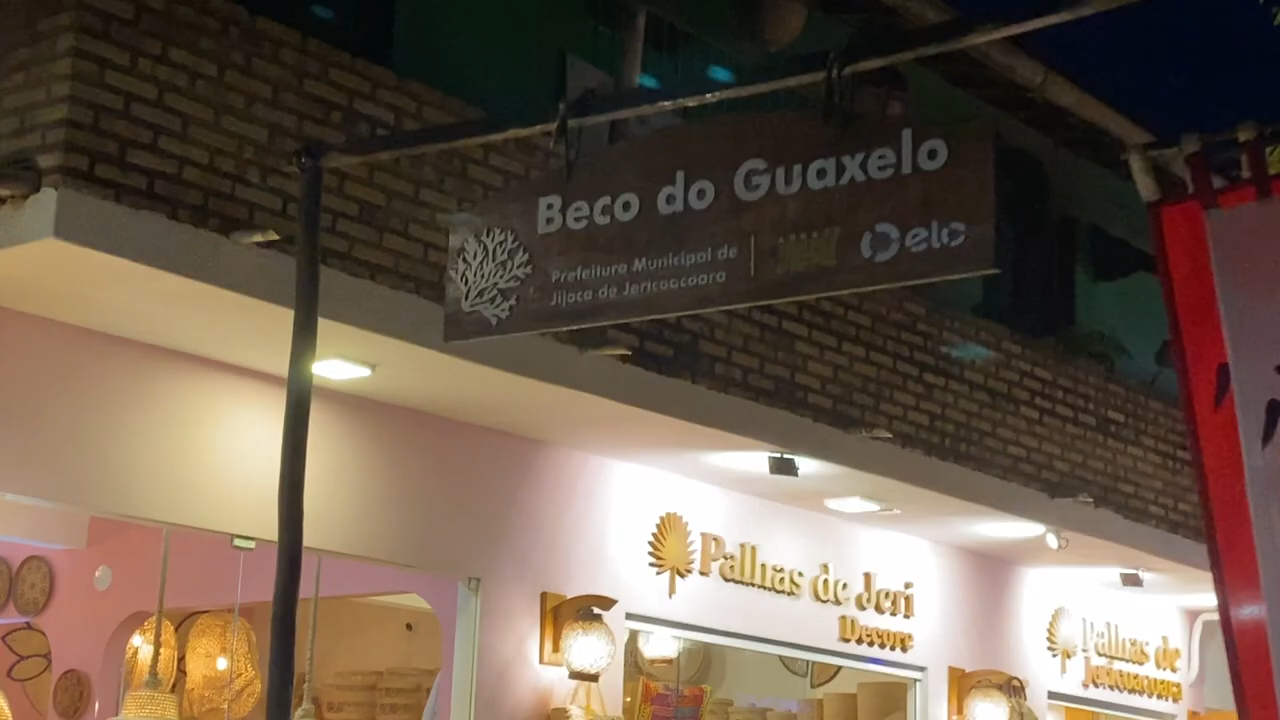 Beco do Guaxelo
Prefeitura Municipal de
Jijoca de Jericoacoara
elo
Palhas de Jeri
Decore
Palhas de
Jericoacoara